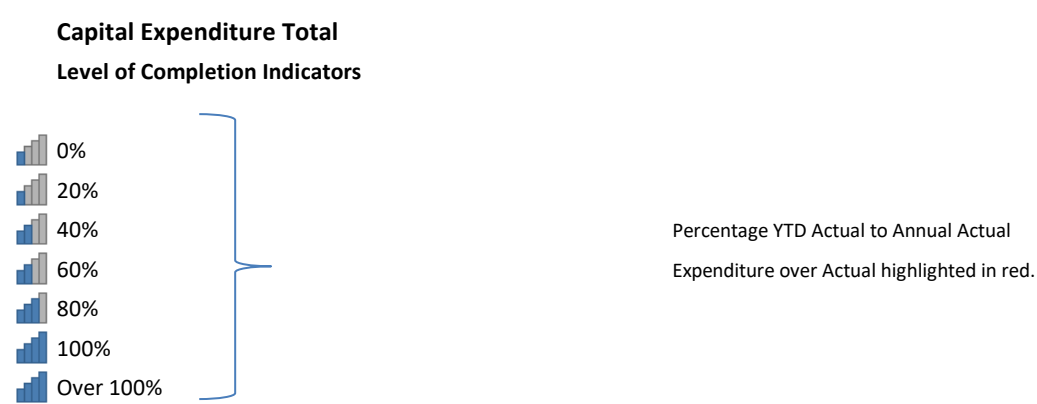 Capital Expenditure Total
Level of Completion Indicators
0%
20%
40%
60%
80%
100%
Over 100%
Percentage YTD Actual to Annual Actual
Expenditure over Actual highlighted in red.